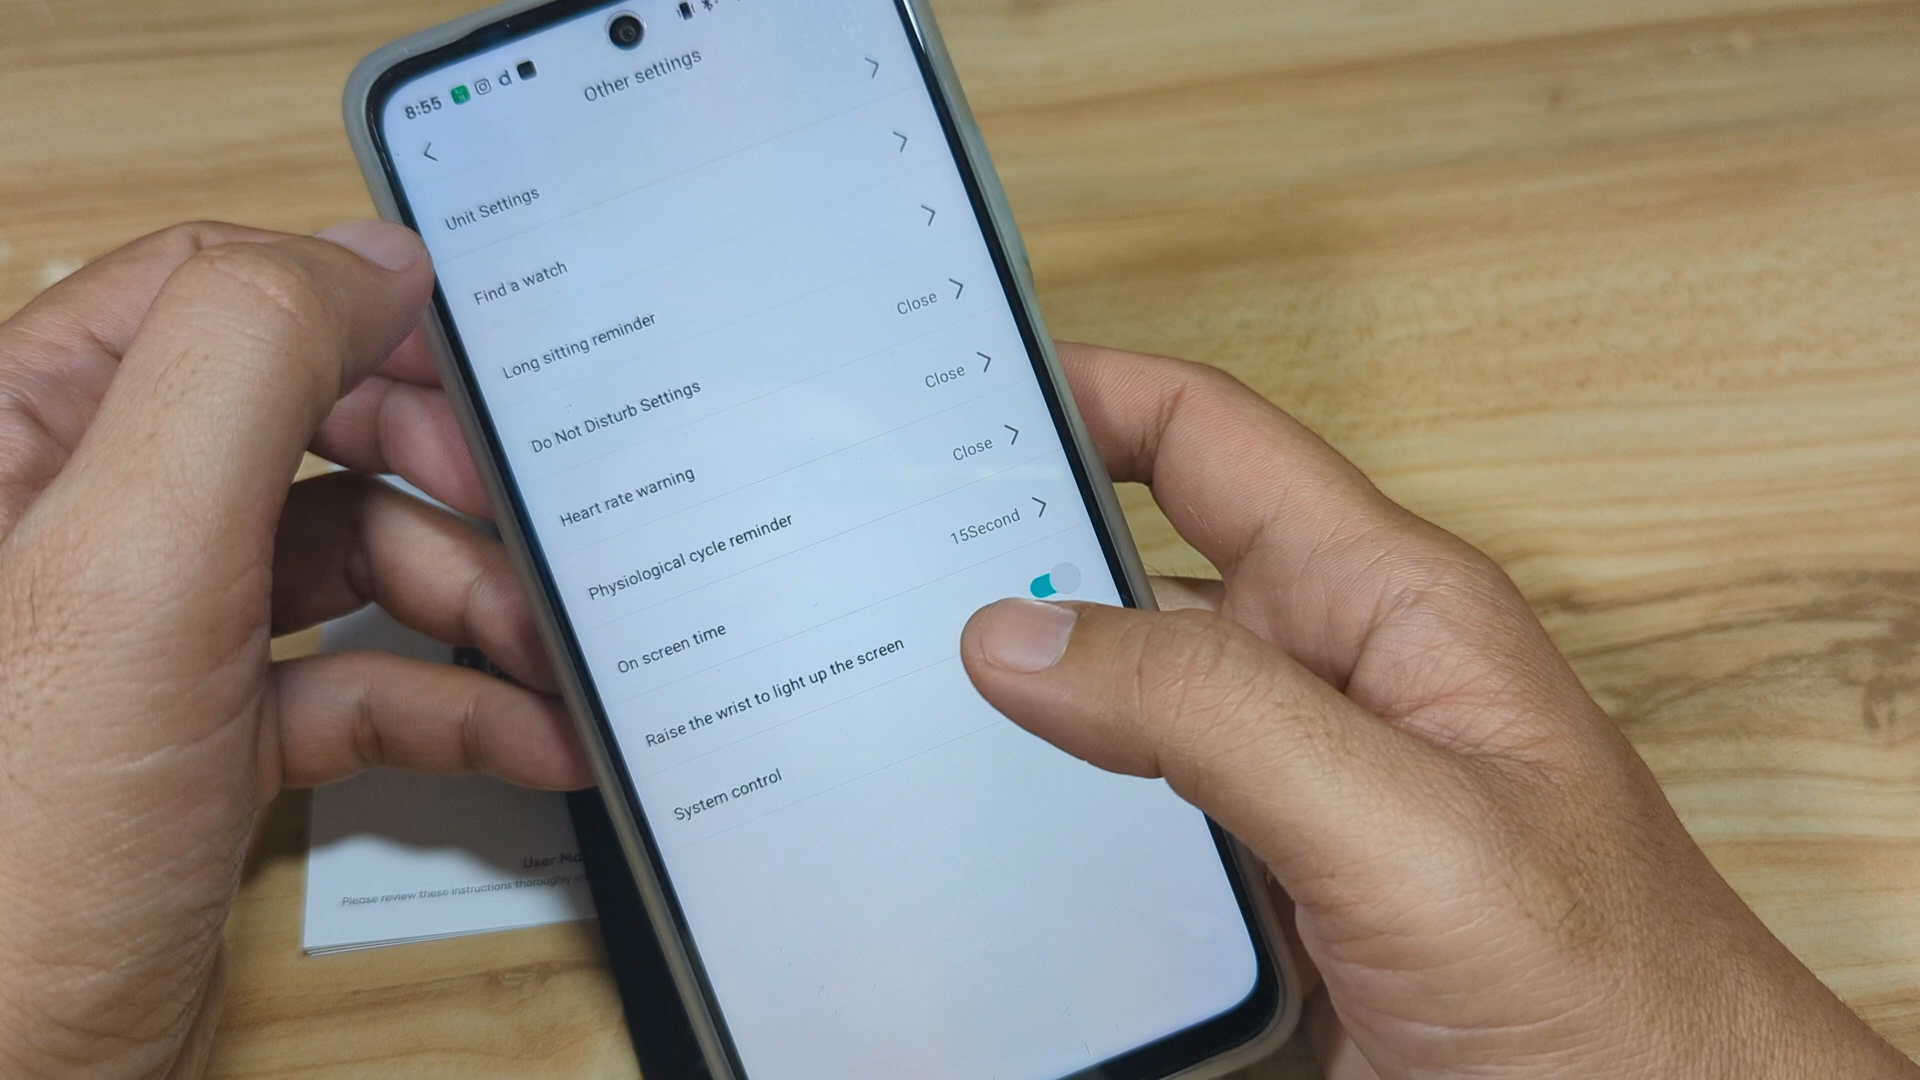 8:55
Other settings
Unit Settings
Find a watch
Long sitting reminder
Do Not Disturb Settings Close
Heart rate warning Close
Physiological cycle reminder Close
On screen time 15Second
Raise the wrist to light up the screen
System control
User
Please review these instructions thoroughly